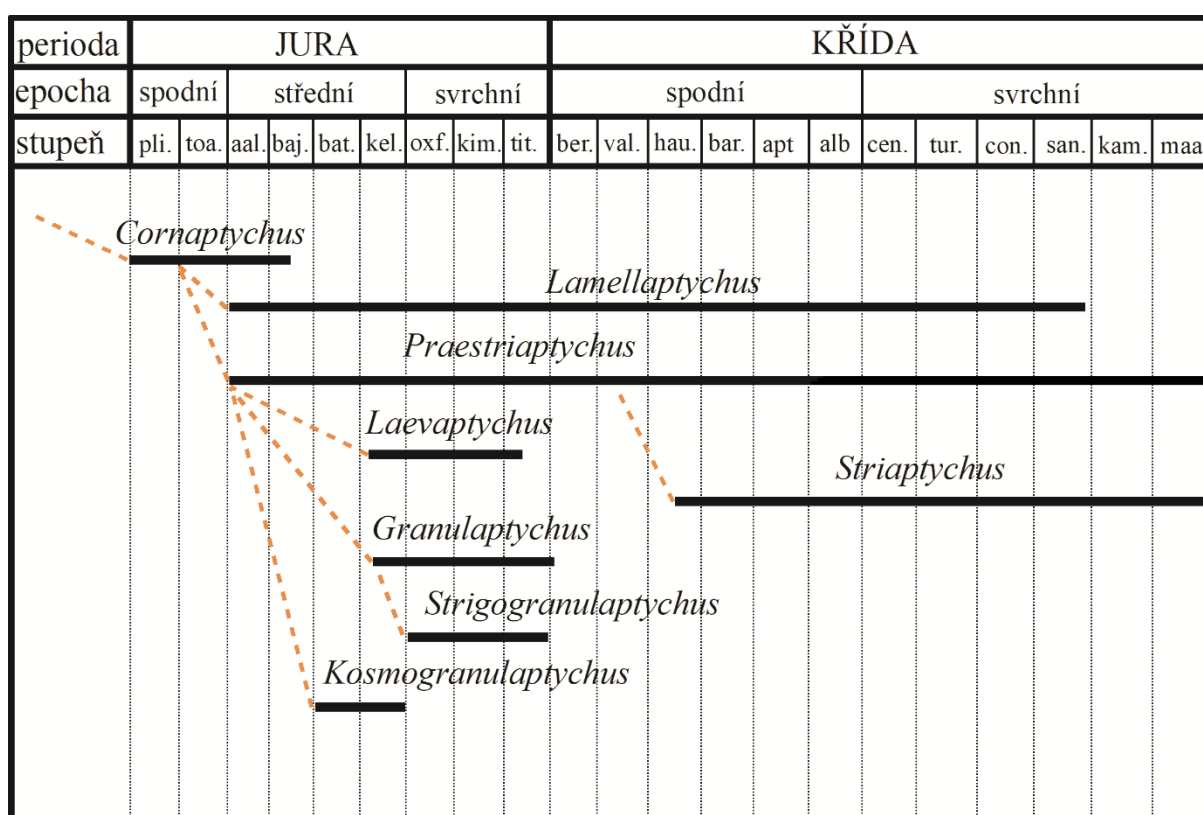 perioda JURA KŘÍDA
epocha spodní střední svrchní spodní svrchní
stupeň pli. toa. aal. baj. bat. kel. oxf. kim. tit. ber. val. hau. bar. apt alb cen. tur. con. san. kam. maa
Cornaptychus
Lamellaptychus
Praestriaptychus
Laevaptychus
Striaptychus
Granulaptychus
Strigogranulaptychus
Kosmogranulaptychus